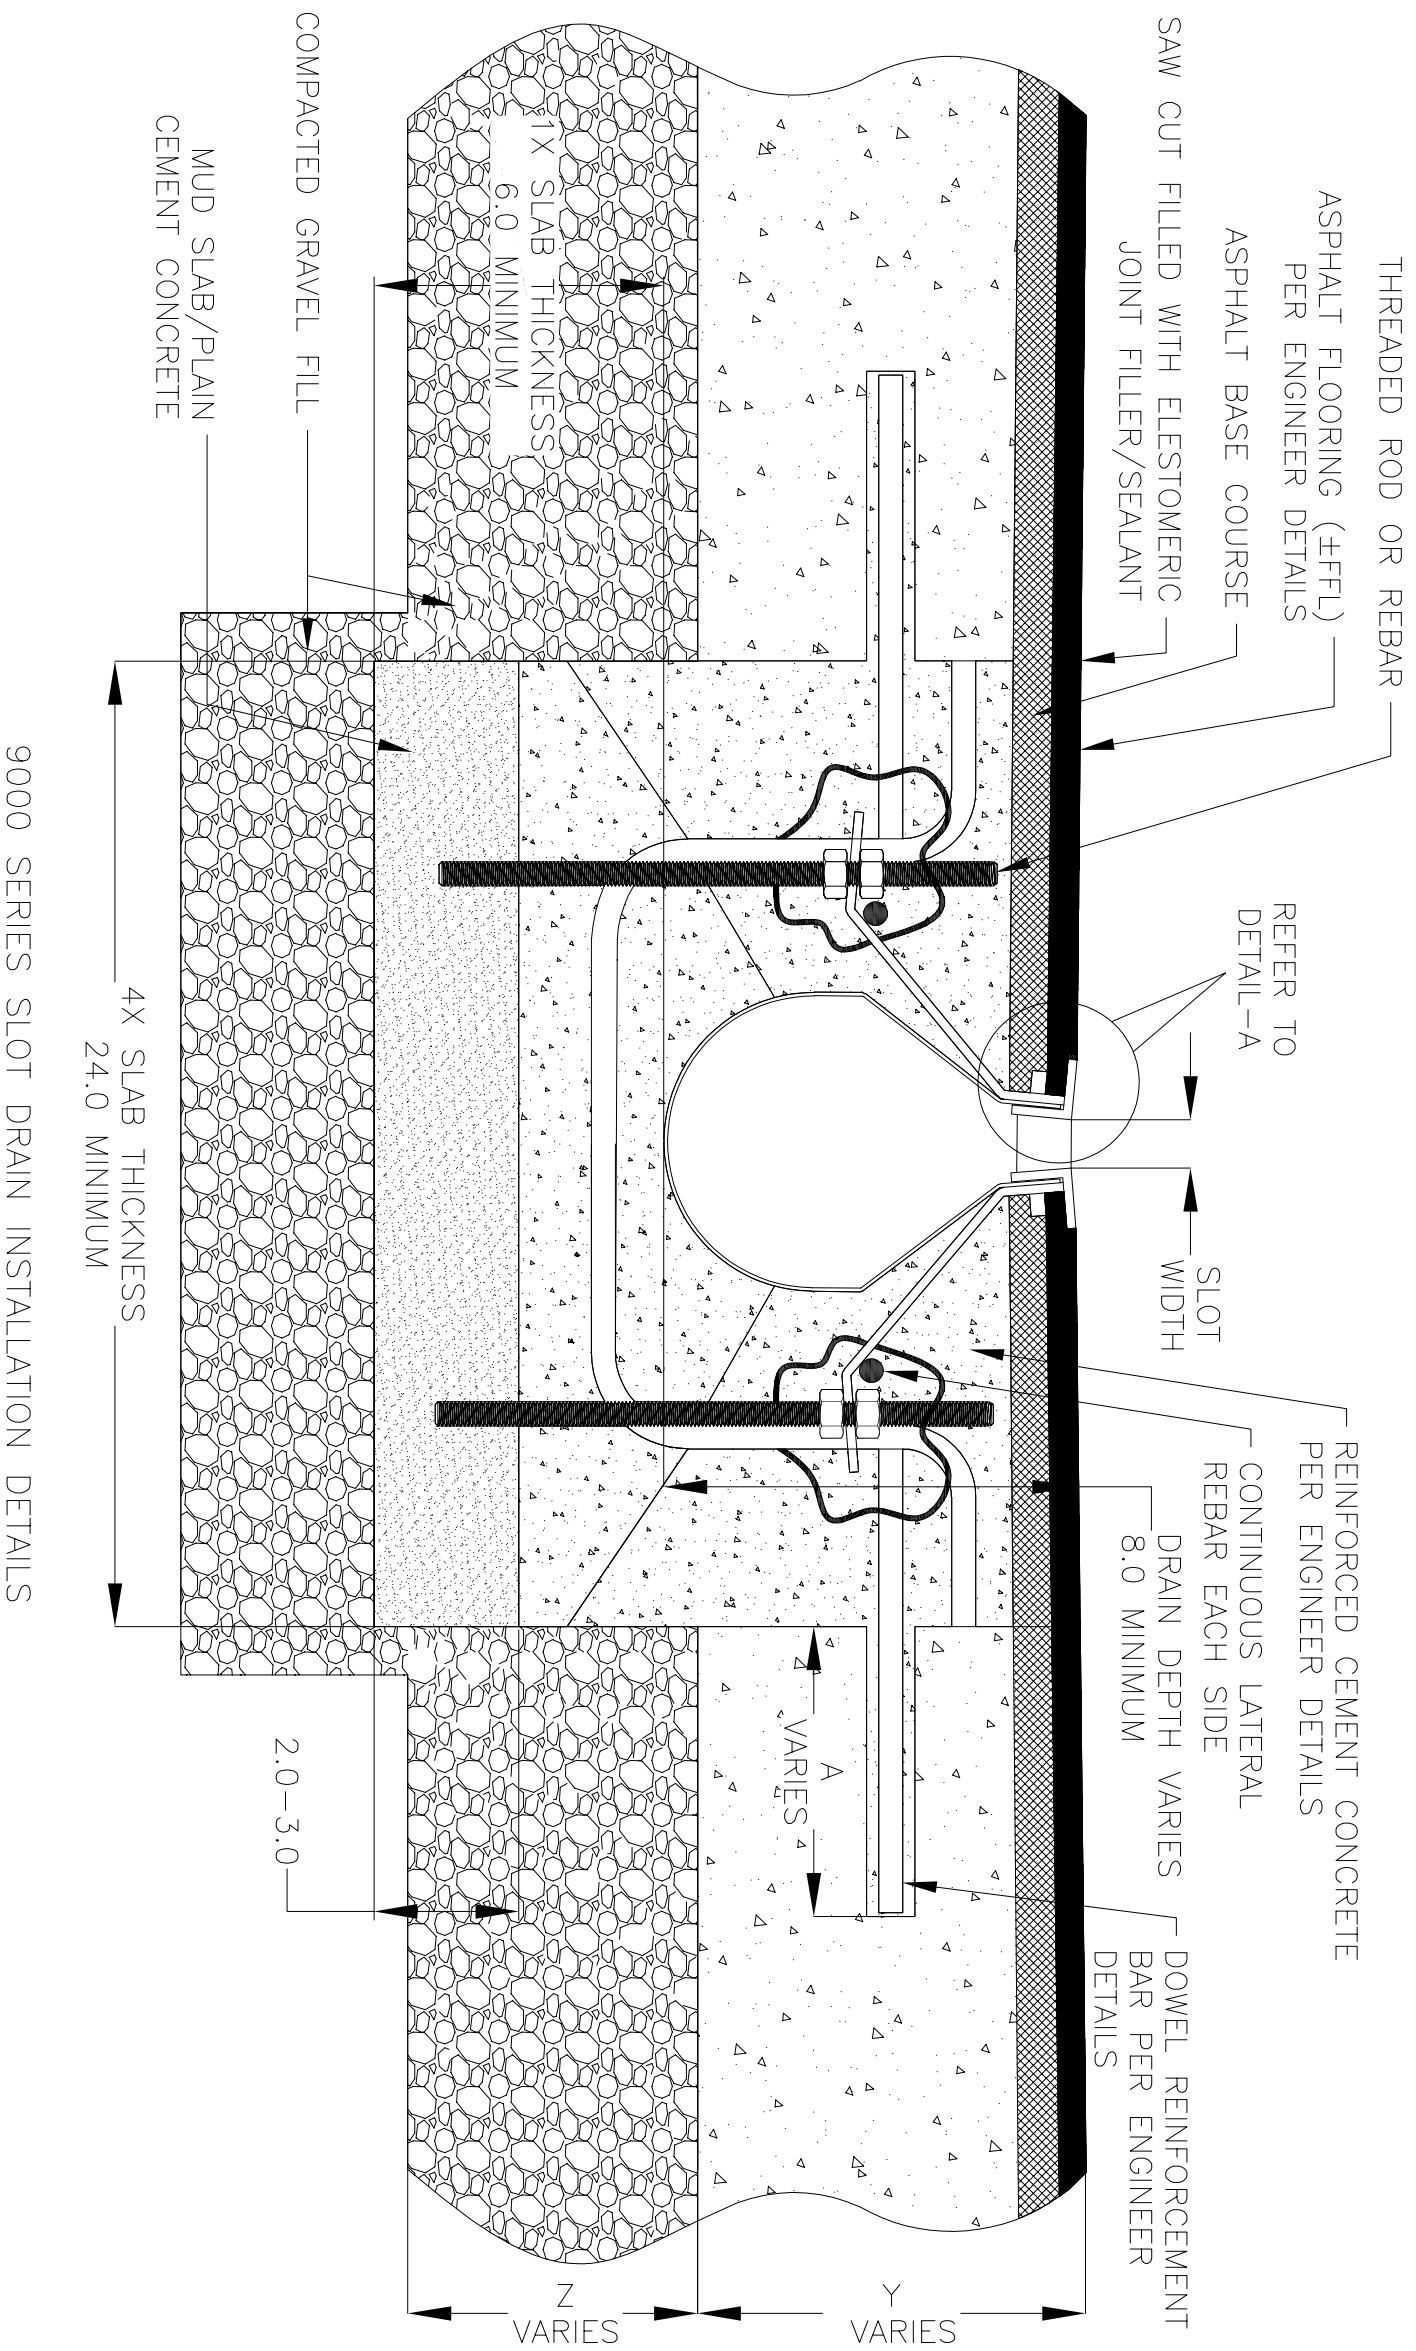 THREADED ROD OR REBAR
ASPHALT FLOORING (±FFL)
PER ENGINEER DETAILS
ASPHALT BASE COURSE
SAW CUT FILLED WITH ELESTOMERIC
JOINT FILLER/SEALANT
REFER TO
DETAIL-A
SLOT
WIDTH
REINFORCED CEMENT CONCRETE
PER ENGINEER DETAILS
CONTINUOUS LATERAL
REBAR EACH SIDE
DRAIN DEPTH VARIES
8.0 MINIMUM
DOWEL REINFORCEMENT
BAR PER ENGINEER
DETAILS
Y
VARIES
A
VARIES
Z
VARIES
1X SLAB THICKNESS
6.0 MINIMUM
COMPACTED GRAVEL FILL
MUD SLAB/PLAIN
CEMENT CONCRETE
2.0-3.0
4X SLAB THICKNESS
24.0 MINIMUM
9000 SERIES SLOT DRAIN INSTALLATION DETAILS